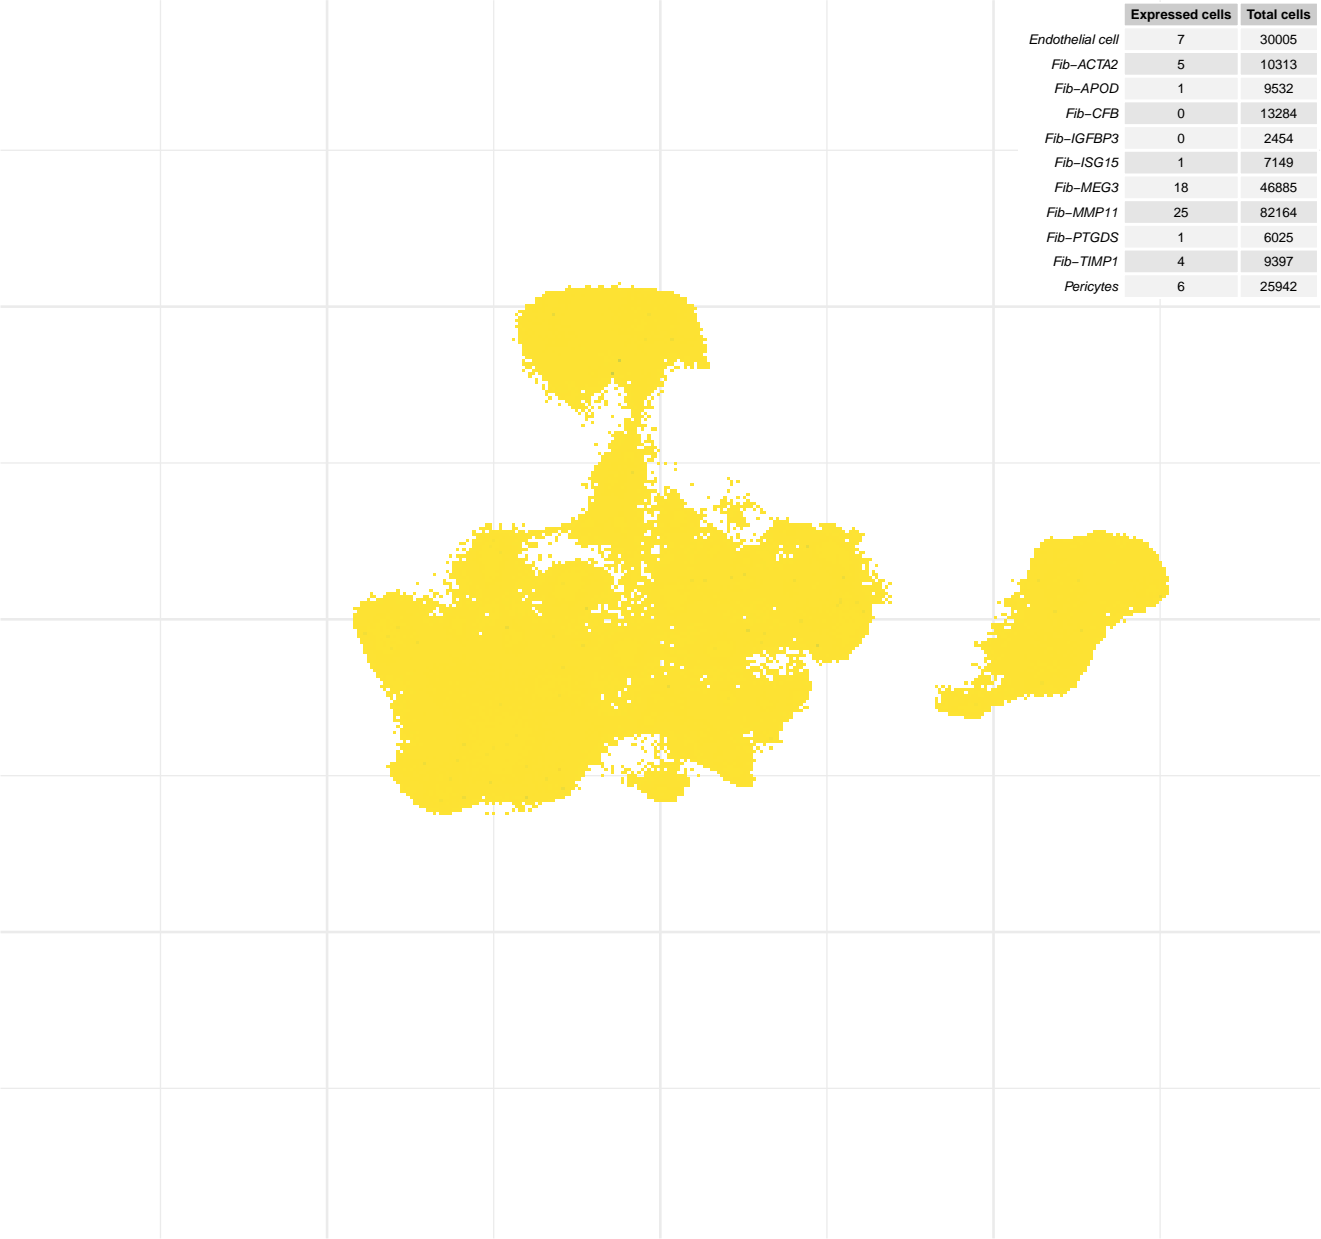 Expressed cells Total cells
Endothelial cell 7 30005
Fib−ACTA2 5 10313
Fib−APOD 1 9532
Fib−CFB 0 13284
Fib−IGFBP3 0 2454
Fib−ISG15 1 7149
Fib−MEG3 18 46885
Fib−MMP11 25 82164
Fib−PTGDS 1 6025
Fib−TIMP1 4 9397
Pericytes 6 25942